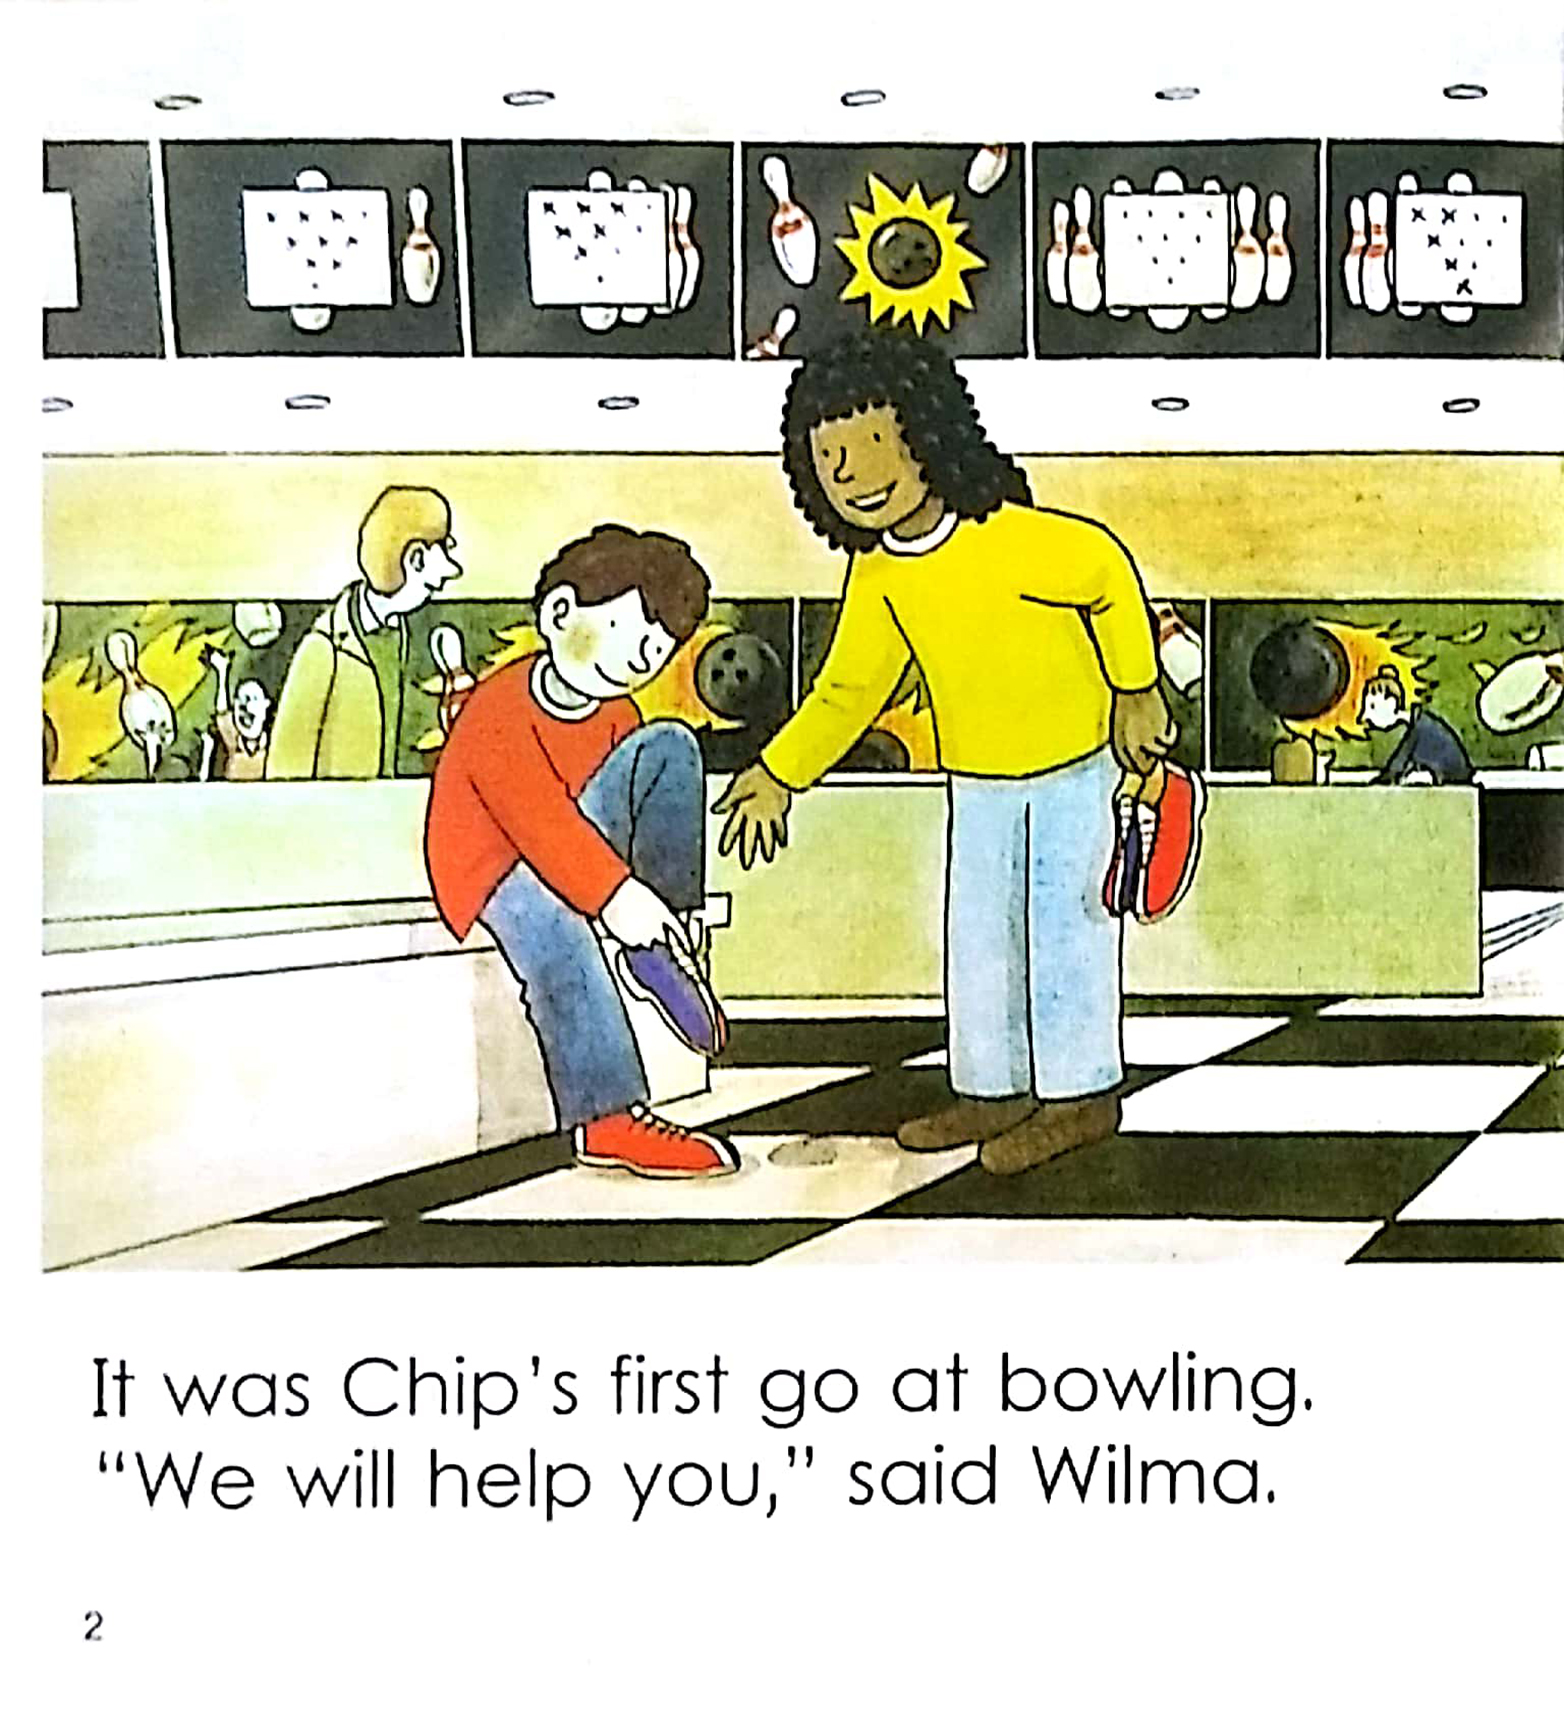 It was Chip's first go at bowling.
“We will help you,” said Wilma.
2